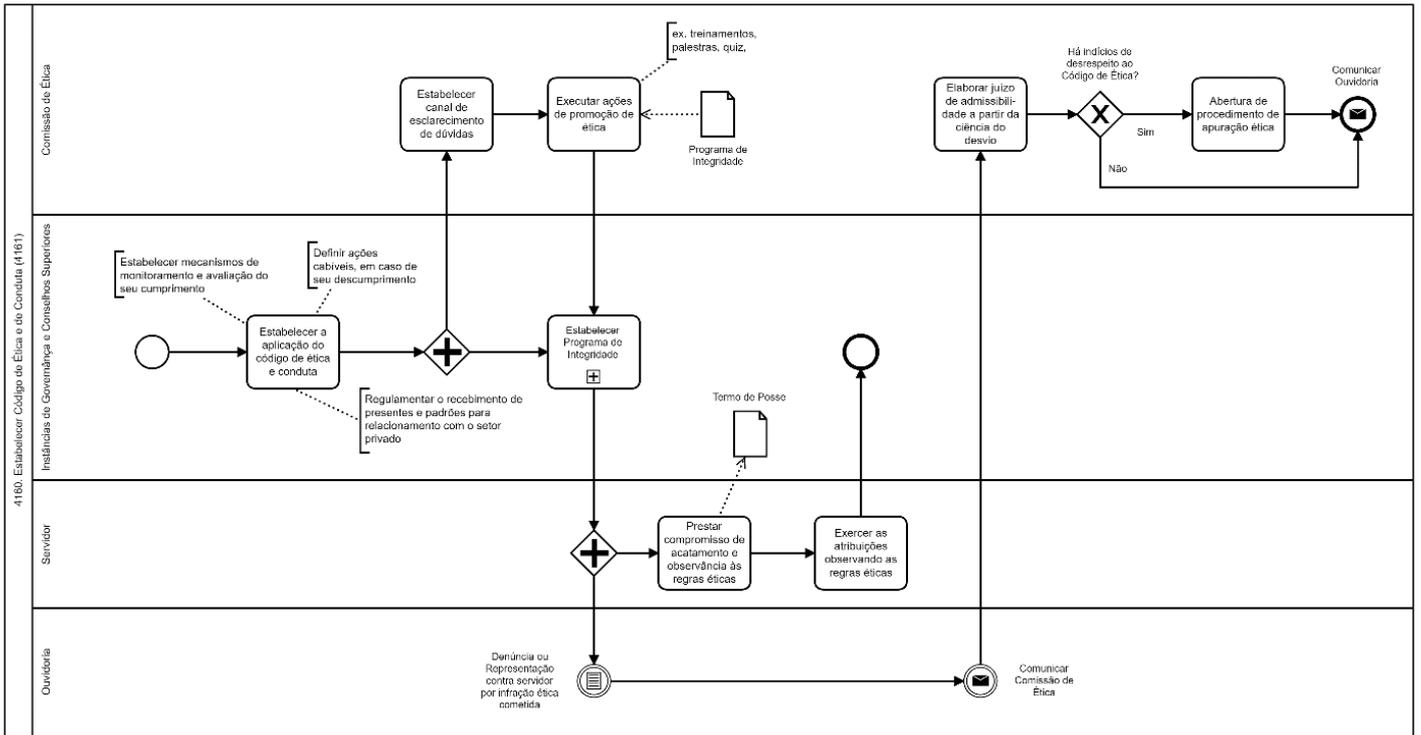 4160. Estabelecer Código de Ética e de Conduta (4161)
Comissão de Ética
ex. treinamentos,
palestras, quiz,
Estabelecer
canal de
esclarecimento
de dúvidas
Executar ações
de promoção de
ética
Programa de
Integridade
Elaborar juízo
de admissibili-
dade a partir da
ciência do
desvio
Há indícios de
desrespeito ao
Código de Ética?
Sim
Não
Abertura de
procedimento de
apuração ética
Comunicar
Ouvidoria
Instâncias de Governança e Conselhos Superiores
Estabelecer mecanismos de
monitoramento e avaliação do
seu cumprimento
Definir ações
cabíveis, em caso de
seu descumprimento
Estabelecer a
aplicação do
código de ética
e conduta
Regulamentar o recebimento de
presentes e padrões para
relacionamento com o setor
privado
Estabelecer
Programa de
Integridade
Termo de Posse
Servidor
Prestar
compromisso de
acatamento e
observância às
regras éticas
Exercer as
atribuições
observando as
regras éticas
Ouvidoria
Denúncia ou
Representação
contra servidor
por infração ética
cometida
Comunicar
Comissão de
Ética